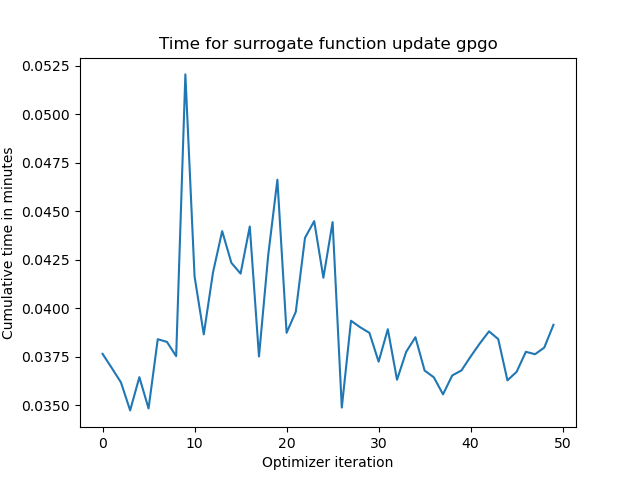 Time for surrogate function update gpgo
Cumulative time in minutes
0.0525
0.0500
0.0475
0.0450
0.0425
0.0400
0.0375
0.0350
0 10 20 30 40 50
Optimizer iteration